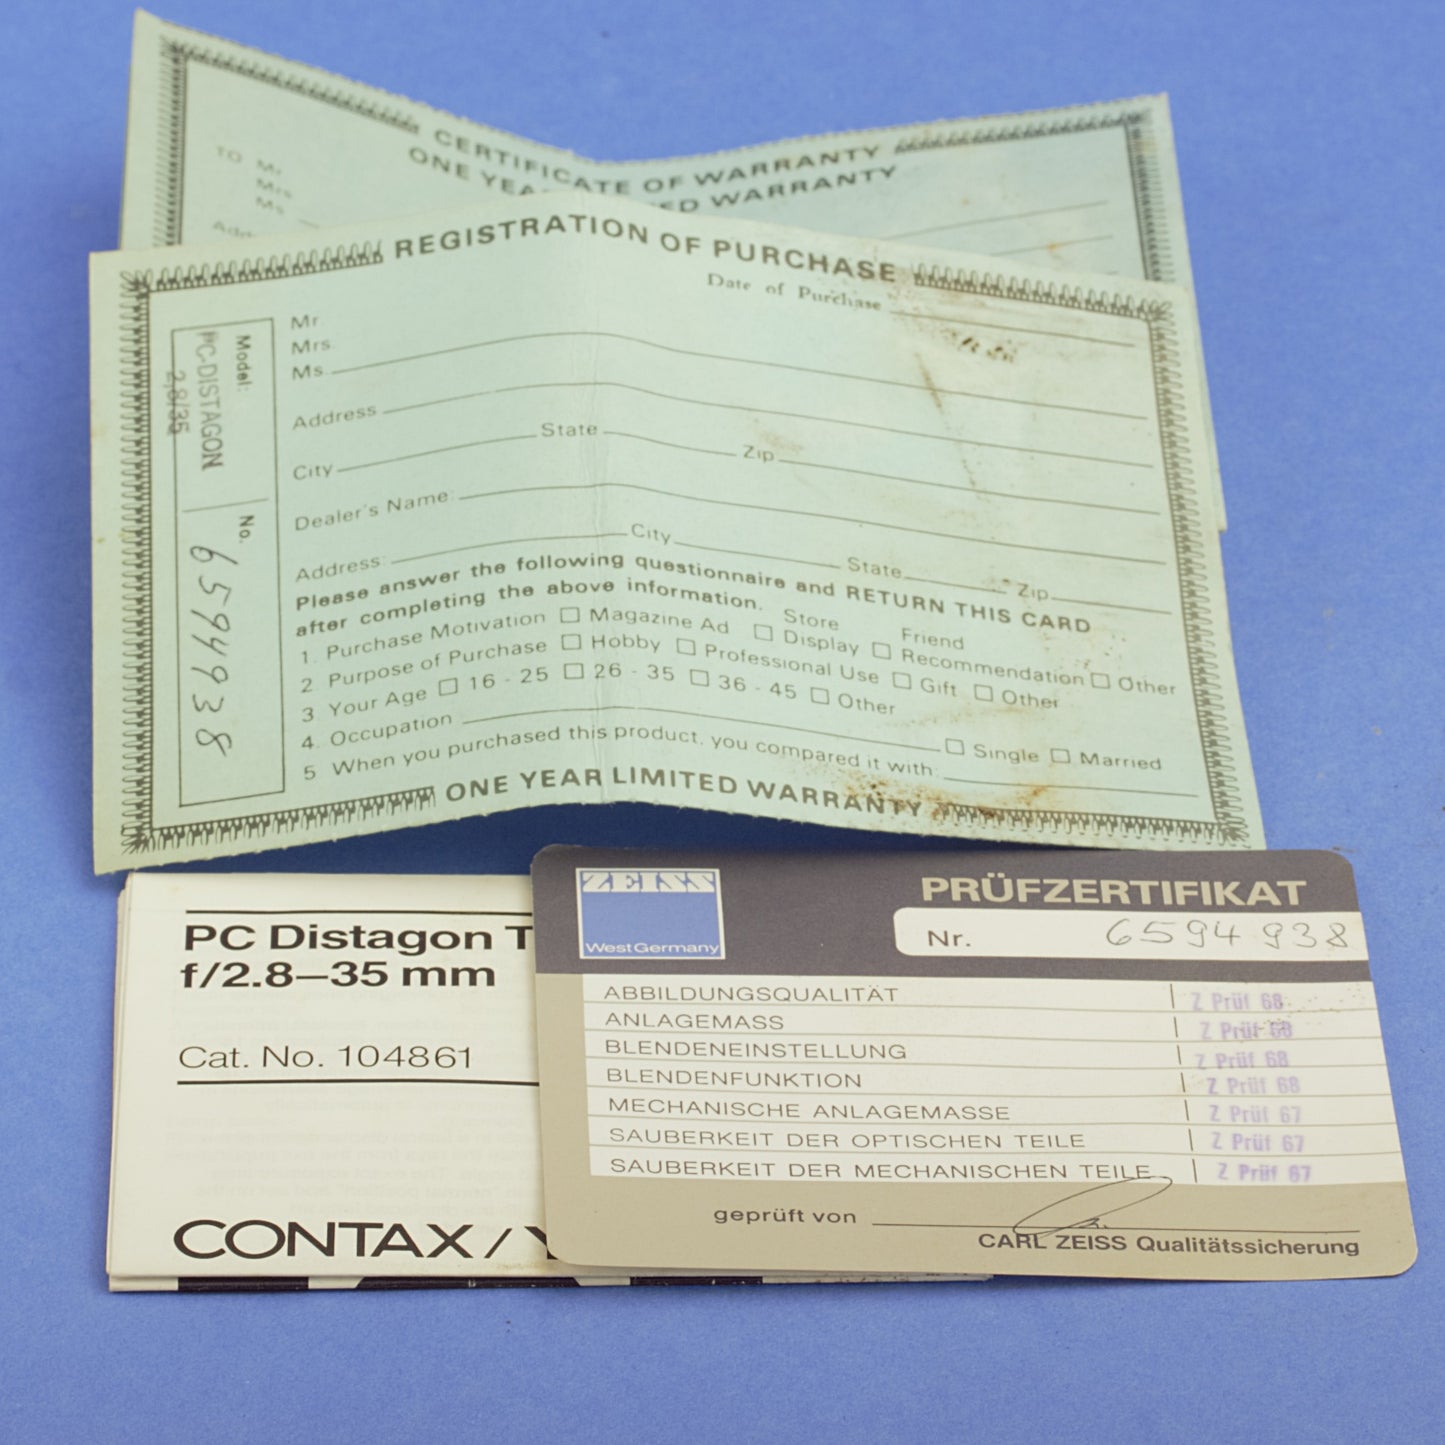 CERTIFICATE OF WARRANTY
ONE YEA ED WARRANTY
TO Mr.
Mrs.
Ms.
REGISTRATION OF PURCHASE
Date of Purchase
Mr.
Mrs.
Ms.
Address
City State Zip
Dealer's Name:
Address: City State Zip
Please answer the following questionnaire and RETURN THIS CARD
after completing the above information.
1. Purchase Motivation Magazine Ad Store Display Friend Recommendation Other
2 Purpose of Purchase Hobby Professional Use Gift Other
3 Your Age 16 - 25 26 - 35 36 - 45 Other
4. Occupation Single Married
5 When you purchased this product, you compared it with:
ONE YEAR LIMITED WARRANTY
Model:
PC-DISTAGON
2,8/35
No.
6594938
PC Distagon T
f/2.8–35 mm
Cat. No. 104861
CONTAX/Y
ZEISS
West Germany
PRÜFZERTIFIKAT
Nr. 6594938
ABBILDUNGSQUALITÄT Z Prüf 68
ANLAGEMASS Z Prüf 68
BLENDENEINSTELLUNG Z Prüf 68
BLENDENFUNKTION Z Prüf 68
MECHANISCHE ANLAGEMASSE Z Prüf 67
SAUBERKEIT DER OPTISCHEN TEILE Z Prüf 67
SAUBERKEIT DER MECHANISCHEN TEILE Z Prüf 67
geprüft von
CARL ZEISS Qualitätssicherung